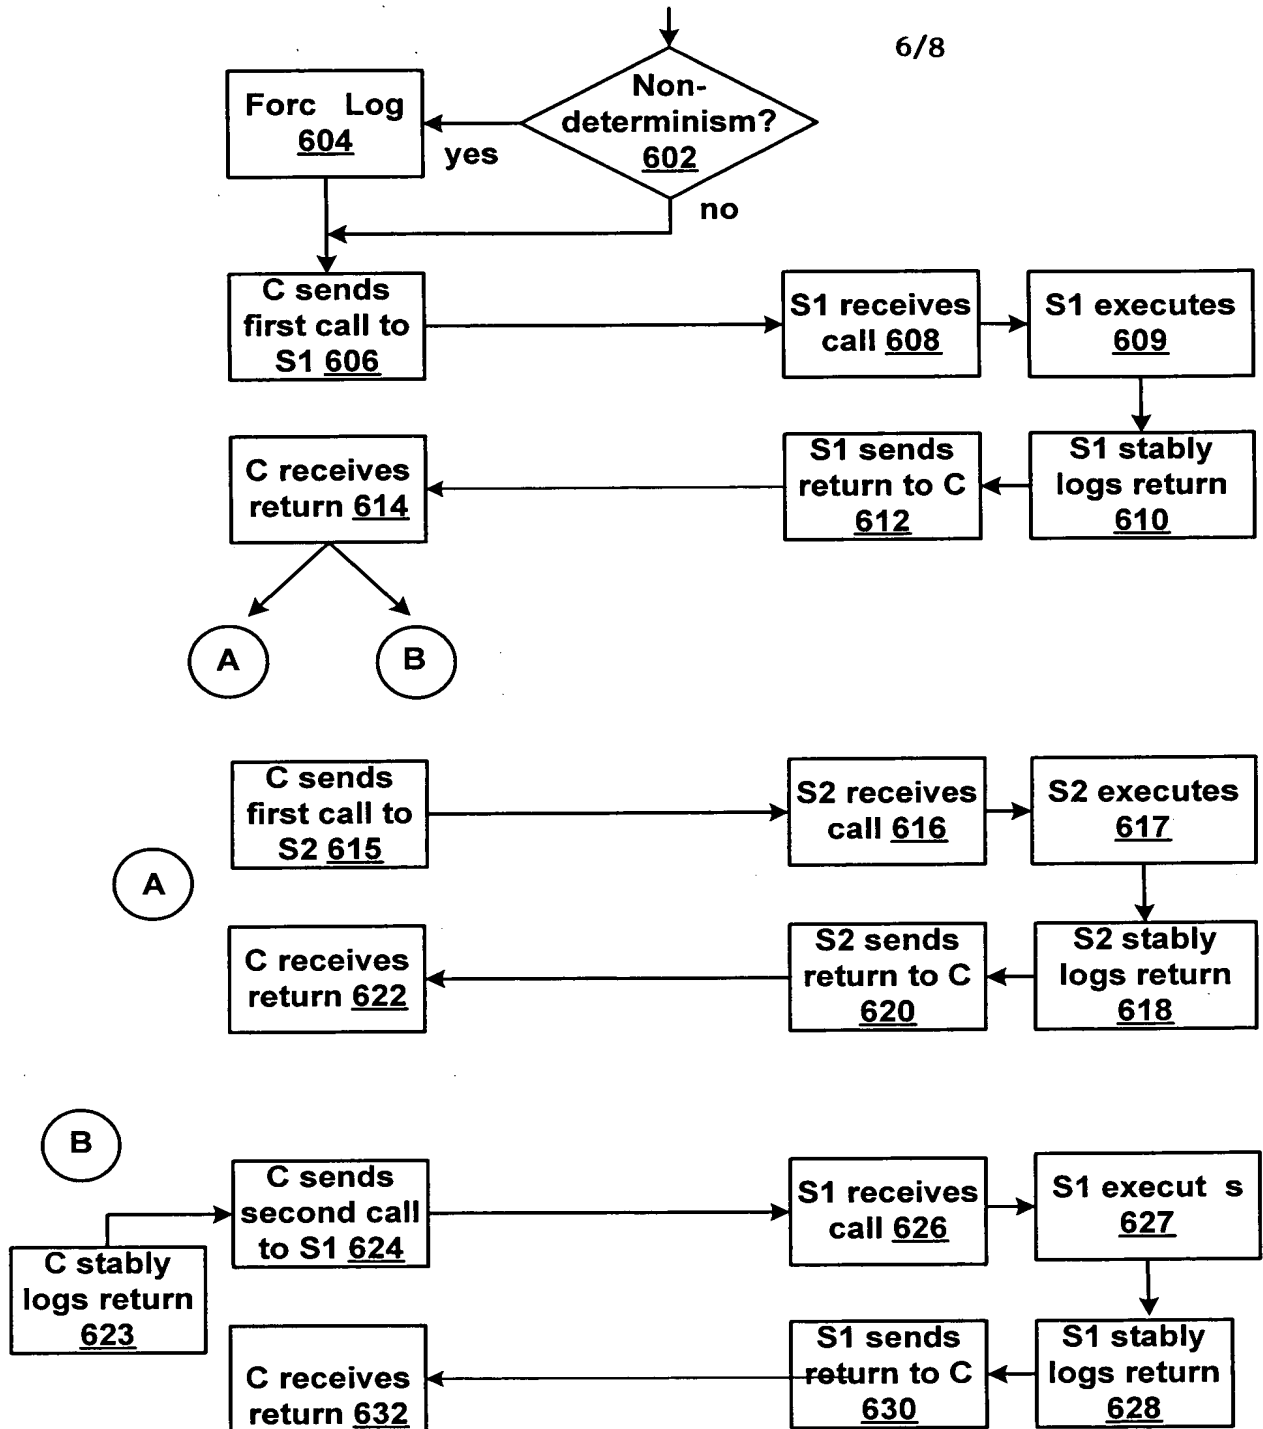 6/8
Non-
determinism?
602
Forc Log
604
yes
no
C sends
first call to
S1 606
S1 receives
call 608
S1 executes
609
C receives
return 614
S1 sends
return to C
612
S1 stably
logs return
610
A
B
C sends
first call to
S2 615
S2 receives
call 616
S2 executes
617
A
C receives
return 622
S2 sends
return to C
620
S2 stably
logs return
618
B
C sends
second call
to S1 624
S1 receives
call 626
S1 execut s
627
C stably
logs return
623
C receives
return 632
S1 sends
return to C
630
S1 stably
logs return
628